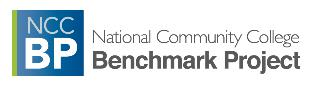 NCC
BP
National Community College
Benchmark Project